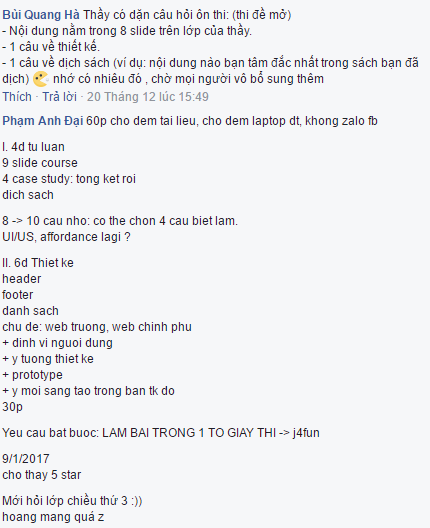 Bùi Quang Hà Thầy có dặn câu hỏi ôn thi: (thi đề mở)
- Nội dung nằm trong 8 slide trên lớp của thầy.
- 1 câu về thiết kế.
- 1 câu về dịch sách (ví dụ: nội dung nào bạn tâm đắc nhất trong sách bạn đã
dịch) nhớ có nhiêu đó , chờ mọi người vô bổ sung thêm
Thích · Trả lời · 20 Tháng 12 lúc 15:49
Phạm Anh Đại 60p cho dem tai lieu, cho dem laptop dt, khong zalo fb
I. 4d tu luan
9 slide course
4 case study: tong ket roi
dich sach
8 -> 10 cau nho: co the chon 4 cau biet lam.
UI/US, affordance lagi ?
II. 6d Thiet ke
header
footer
danh sach
chu de: web truong, web chinh phu
+ dinh vi nguoi dung
+ y tuong thiet ke
+ prototype
+ y moi sang tao trong ban tk do
30p
Yeu cau bat buoc: LAM BAI TRONG 1 TO GIAY THI -> j4fun
9/1/2017
cho thay 5 star
Mới hỏi lớp chiều thứ 3 :))
hoang mang quá z